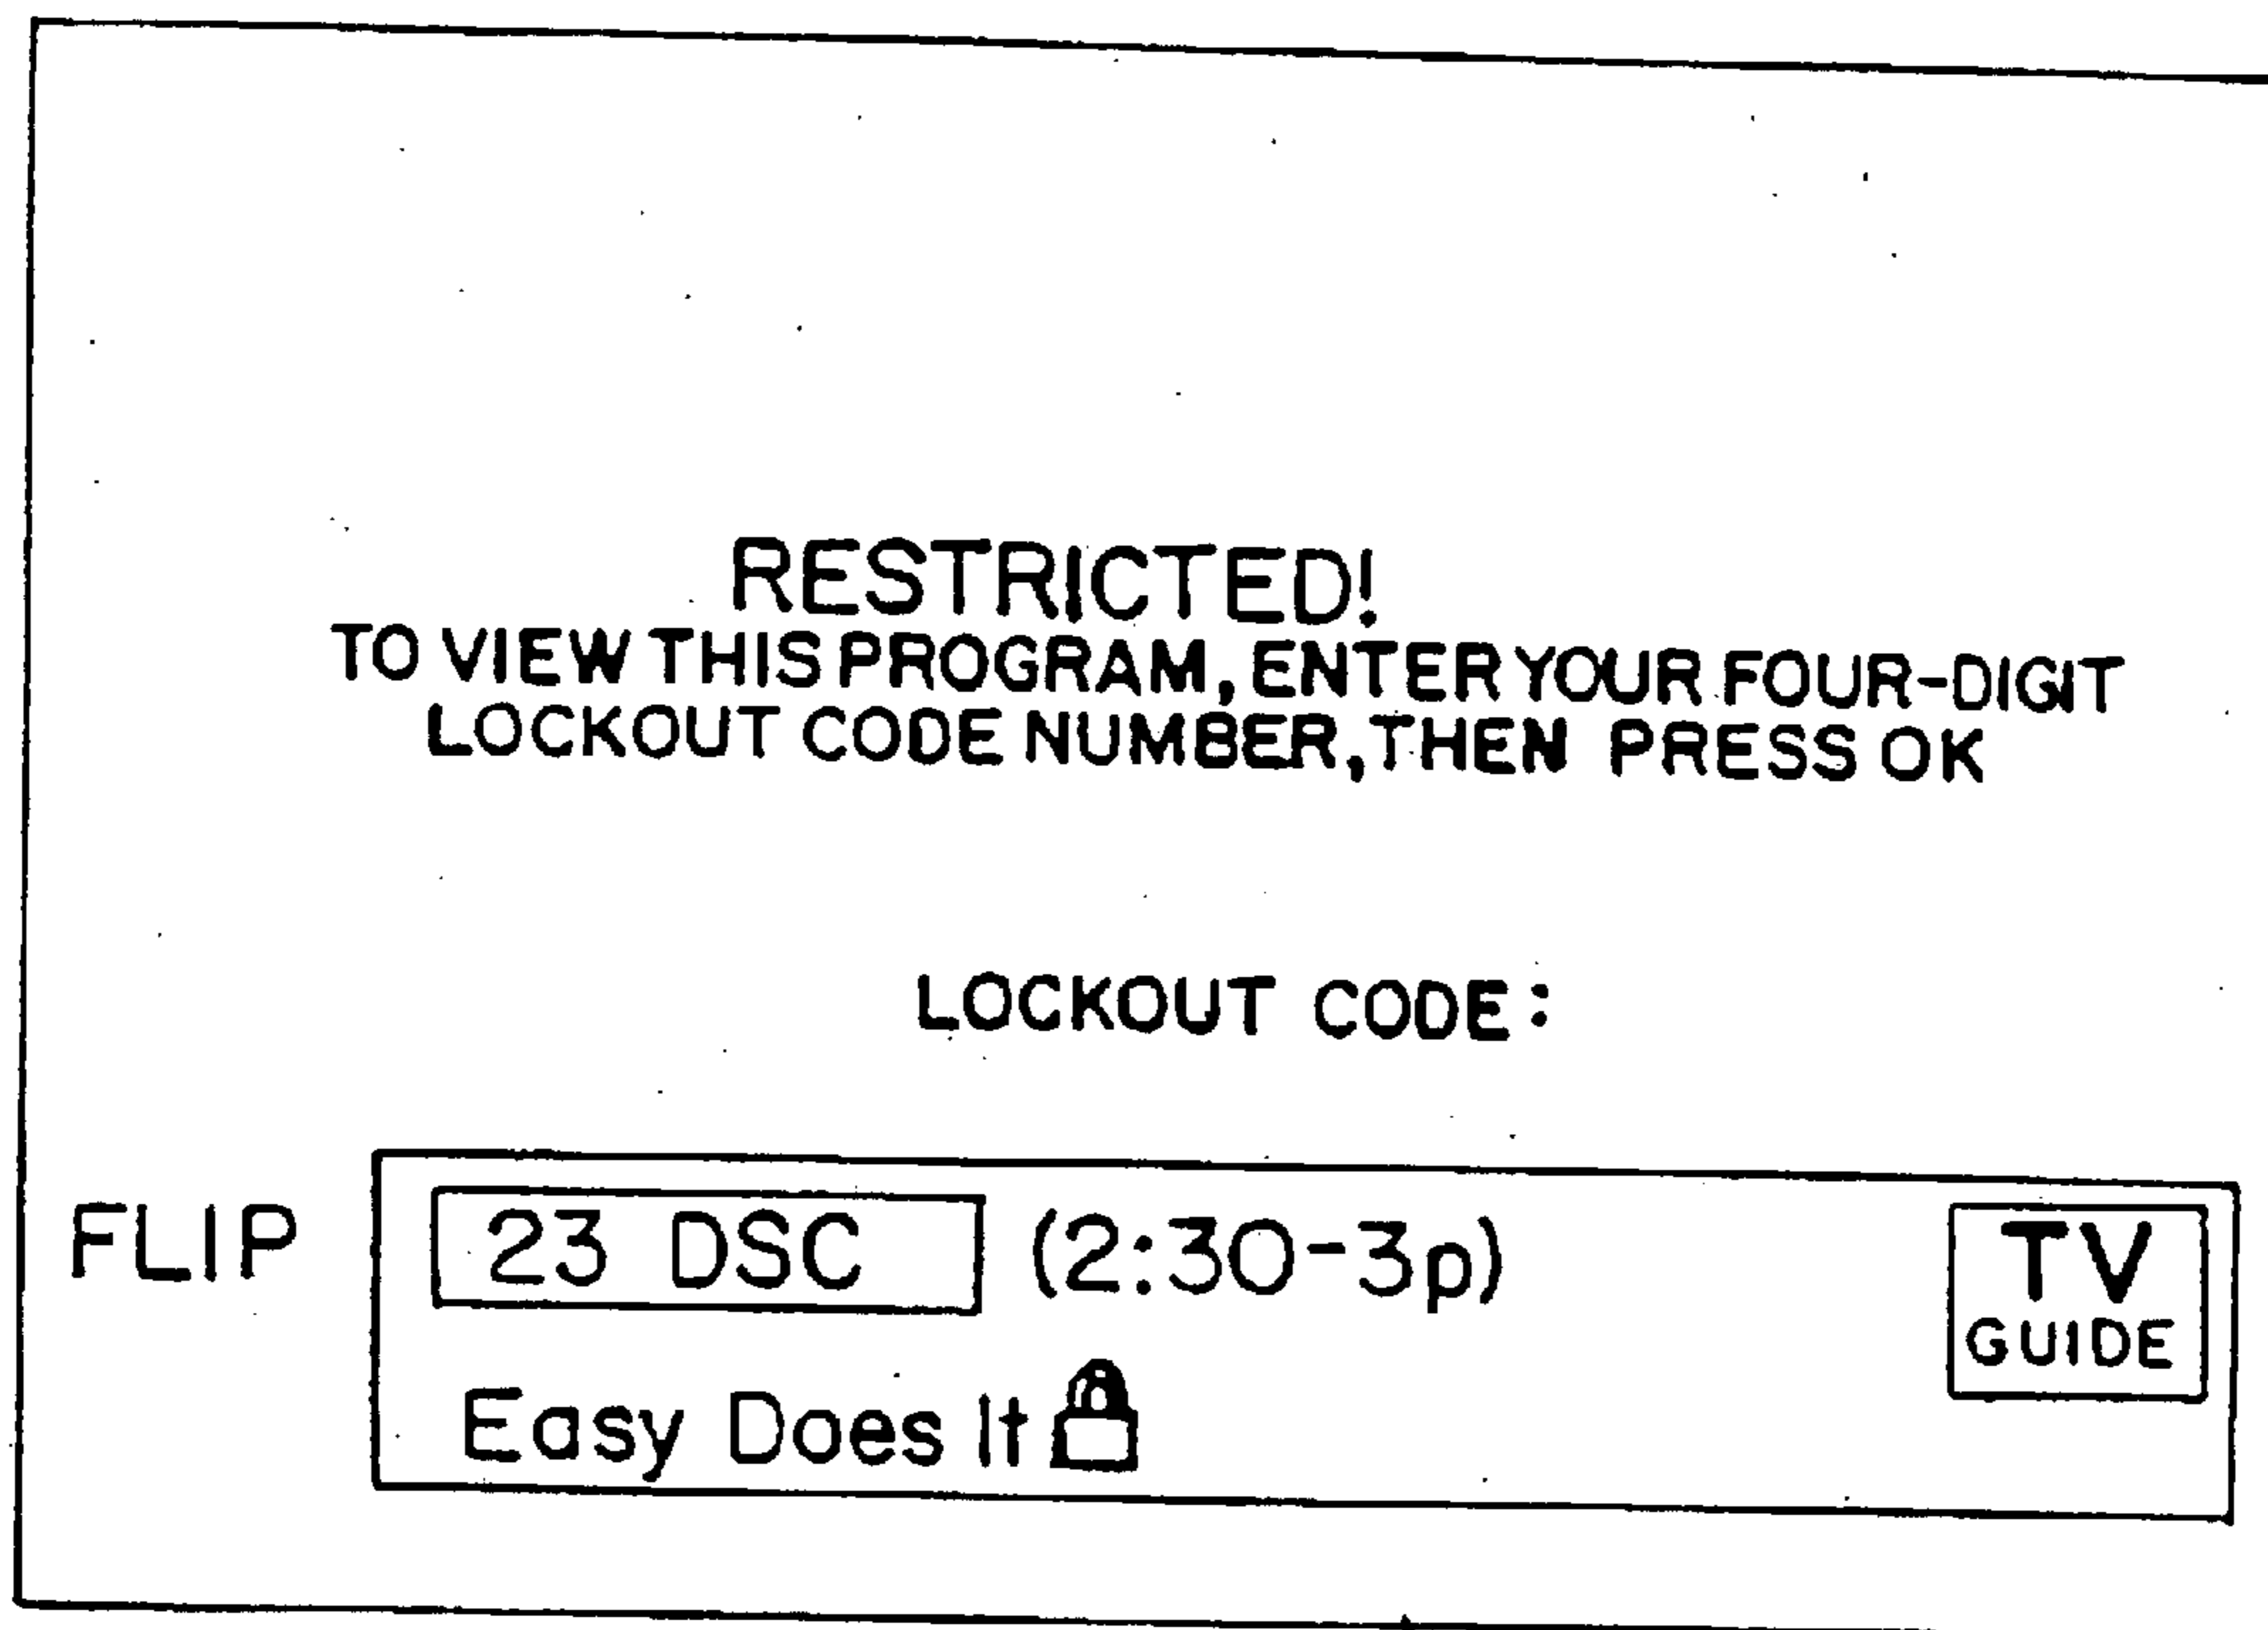 RESTRICTED!
TO VIEW THIS PROGRAM, ENTER YOUR FOUR-DIGIT
LOCKOUT CODE NUMBER, THEN PRESS OK
LOCKOUT CODE:
FLIP
23 DSC (2:30-3p)
TV
GUIDE
Easy Does It